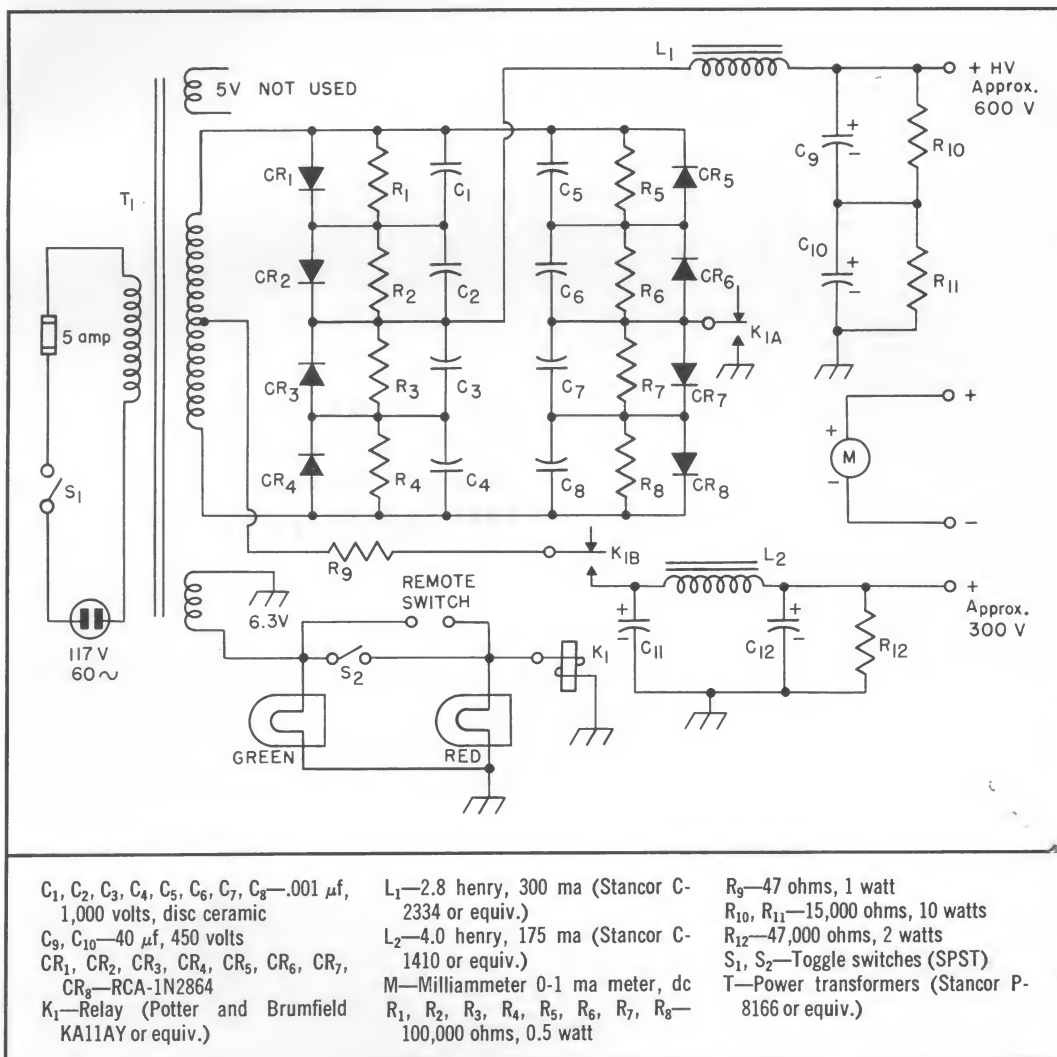 5V NOT USED
L1
+ HV
Approx.
600 V
T1
CR1
R1
C1
C5
R5
CR5
C9
R10
CR2
R2
C2
C6
R6
CR6
C10
R11
K1A
5 amp
CR3
R3
C3
C7
R7
CR7
+
M
-
S1
CR4
R4
C4
C8
R8
CR8
R9
K1B
L2
REMOTE
SWITCH
6.3V
+
Approx.
300 V
C11
C12
R12
117 V
60~
S2
K1
GREEN
RED
C1, C2, C3, C4, C5, C6, C7, C8—.001 μf,
1,000 volts, disc ceramic
C9, C10—40 μf, 450 volts
CR1, CR2, CR3, CR4, CR5, CR6, CR7,
CR8—RCA-1N2864
K1—Relay (Potter and Brumfield
KA11AY or equiv.)
L1—2.8 henry, 300 ma (Stancor C-
2334 or equiv.)
L2—4.0 henry, 175 ma (Stancor C-
1410 or equiv.)
M—Milliammeter 0-1 ma meter, dc
R1, R2, R3, R4, R5, R6, R7, R8—
100,000 ohms, 0.5 watt
R9—47 ohms, 1 watt
R10, R11—15,000 ohms, 10 watts
R12—47,000 ohms, 2 watts
S1, S2—Toggle switches (SPST)
T—Power transformers (Stancor P-
8166 or equiv.)